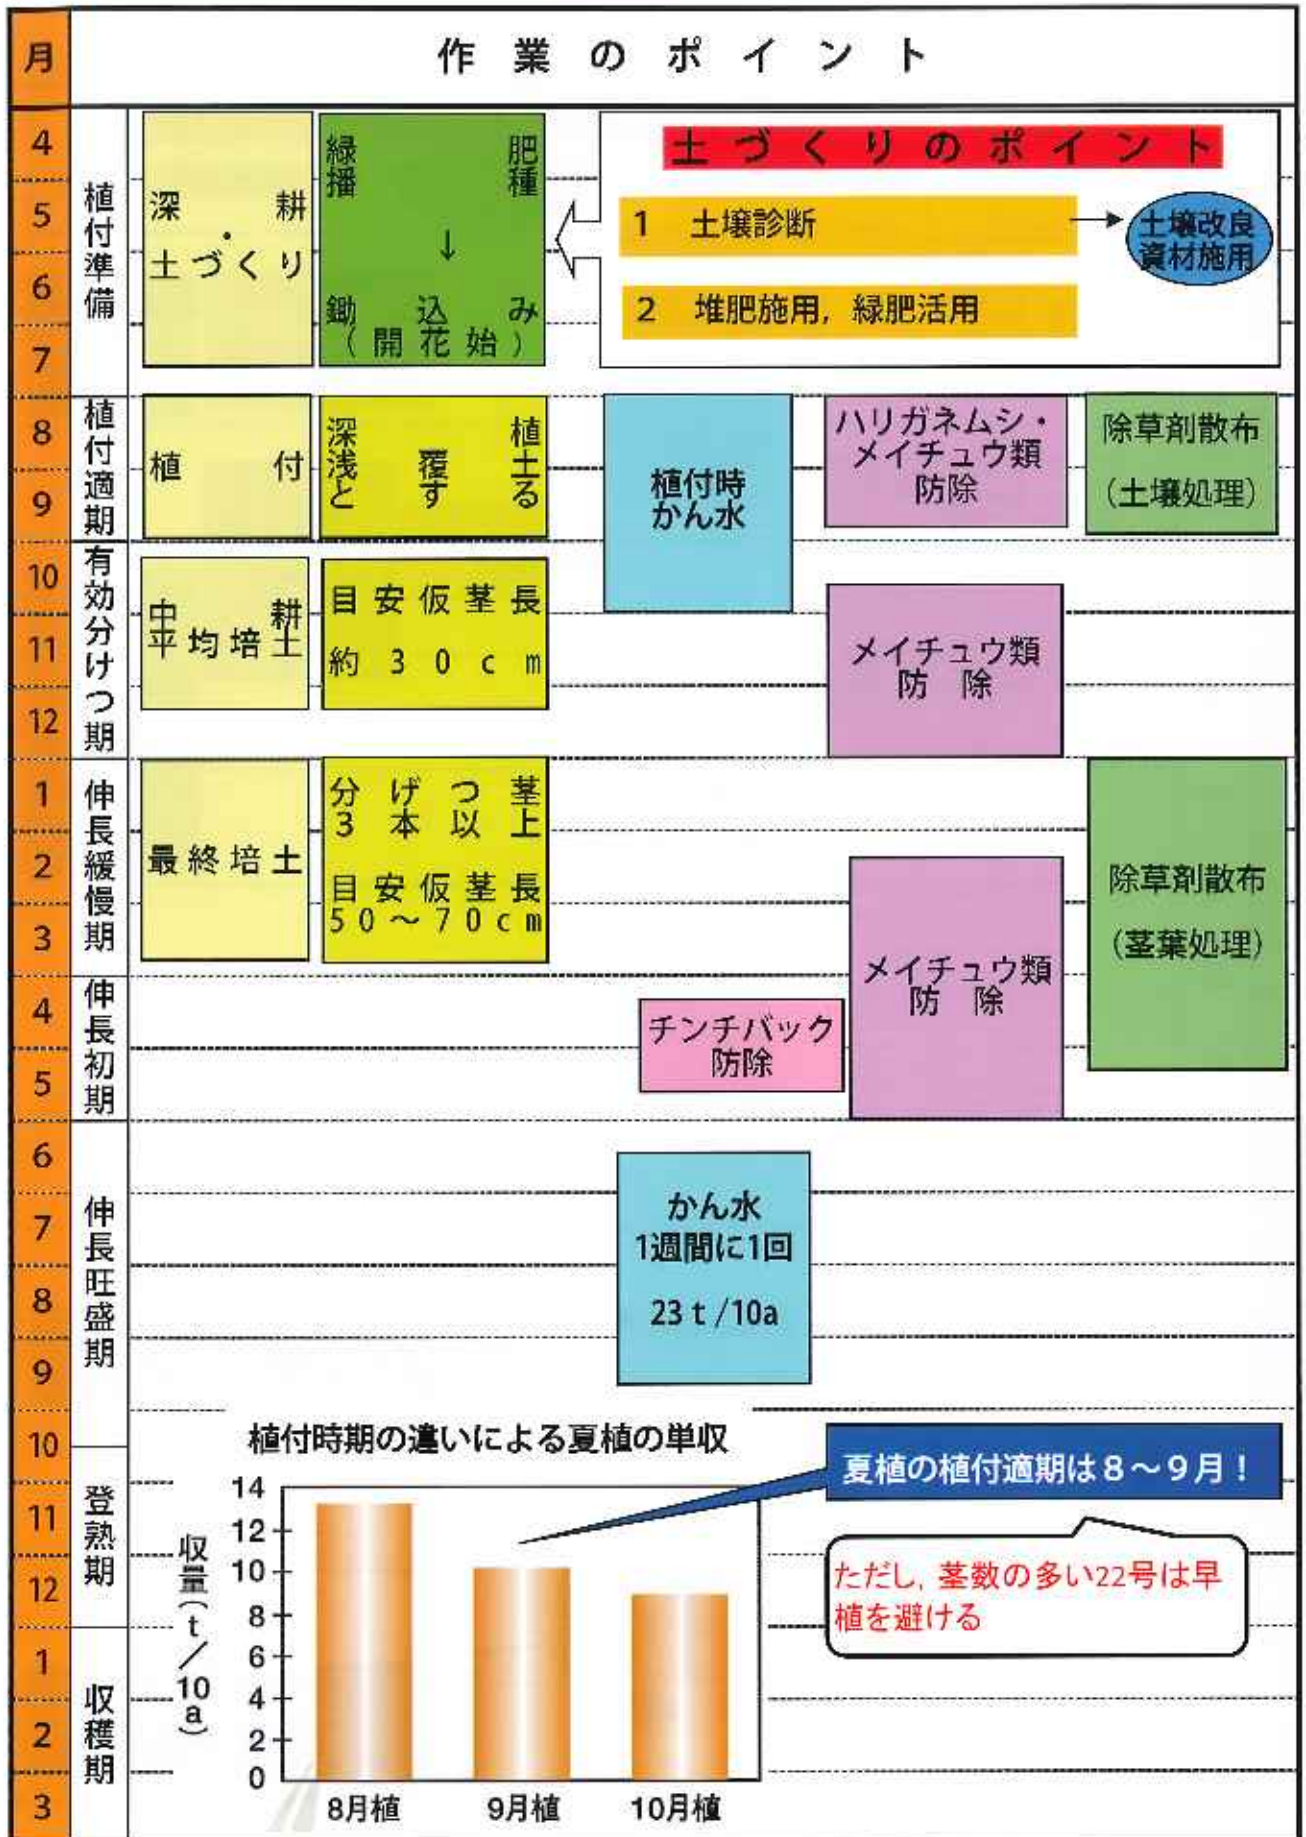 月
作業のポイント
4
5
6
7
8
9
10
11
12
1
2
3
4
5
6
7
8
9
10
11
12
1
2
3
植付準備
植付適期
有効分けつ期
伸長緩慢期
伸長初期
伸長旺盛期
登熟期
収穫期
深耕
・
土づくり
緑肥
播種
↓
鋤込み
(開花始)
土づくりのポイント
1 土壌診断
土壌改良
資材施用
2 堆肥施用,緑肥活用
植付
深植
浅覆土
とする
植付時
かん水
ハリガネムシ・
メイチュウ類
防除
除草剤散布
(土壌処理)
中耕
平均培土
目安仮茎長
約30cm
メイチュウ類
防 除
最終培土
分げつ茎
3本以上
目安仮茎長
50~70cm
メイチュウ類
防 除
除草剤散布
(茎葉処理)
チンチバック
防除
かん水
1週間に1回
23t/10a
植付時期の違いによる夏植の単収
収量(t/10a)
14
12
10
8
6
4
2
0
8月植
9月植
10月植
夏植の植付適期は8~9月!
ただし,茎数の多い22号は早
植を避ける